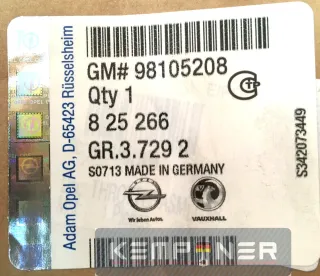 Adam Opel AG, D-65423 Rüsselsheim
GM# 98105208
Qty 1
8 25 266
GR.3.729 2
S0713 MADE IN GERMANY
Wir leben Autos.
VAUXHALL
S342073449
KEMPFNER